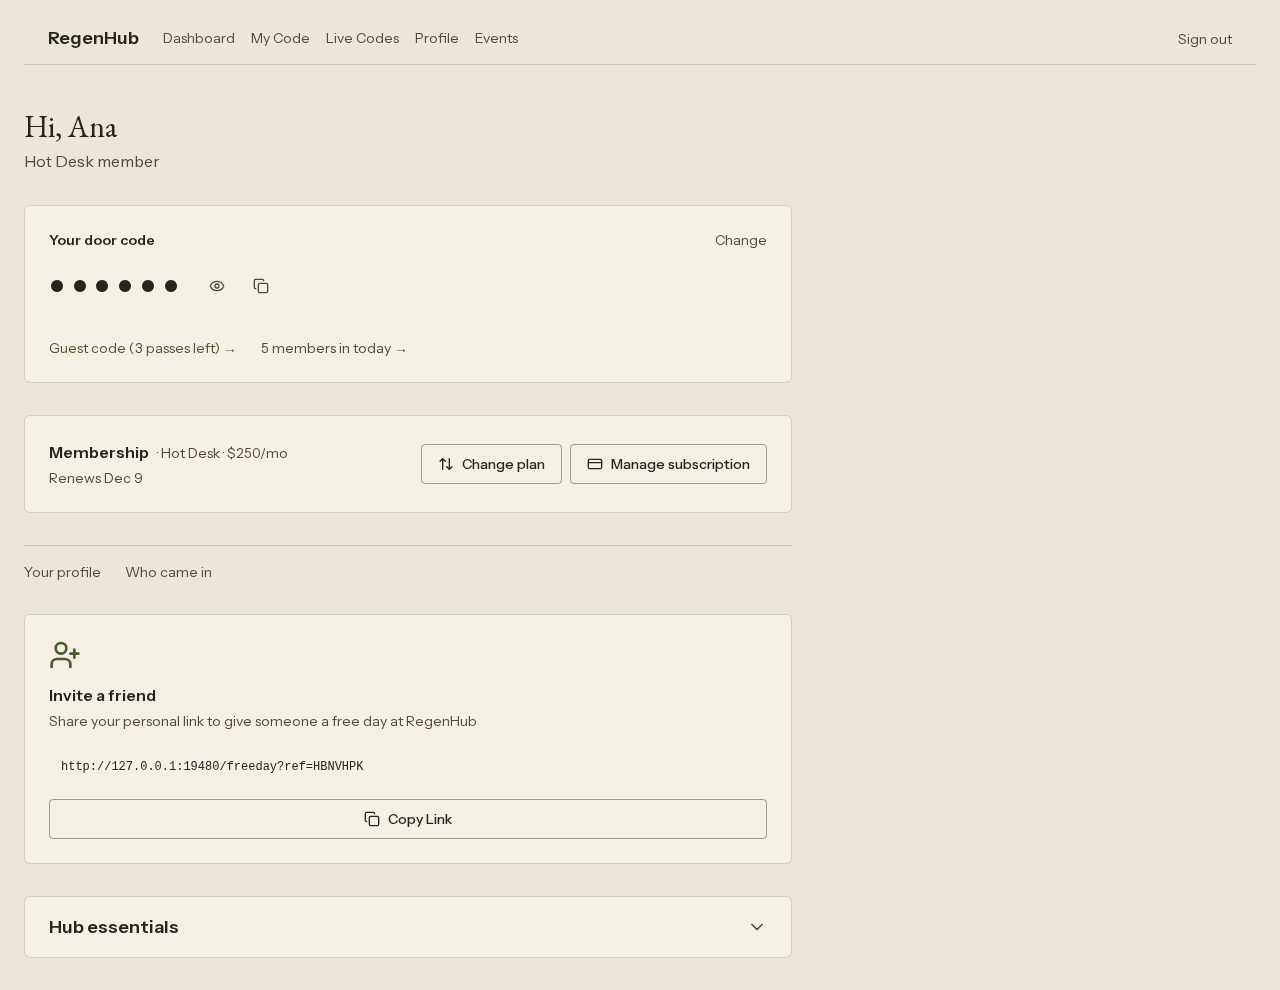 RegenHub Dashboard My Code Live Codes Profile Events Sign out
Hi, Ana
Hot Desk member
Your door code Change
Guest code (3 passes left) → 5 members in today →
Membership · Hot Desk · $250/mo
Renews Dec 9
Change plan Manage subscription
Your profile Who came in
Invite a friend
Share your personal link to give someone a free day at RegenHub
http://127.0.0.1:19480/freeday?ref=HBNVHPK
Copy Link
Hub essentials